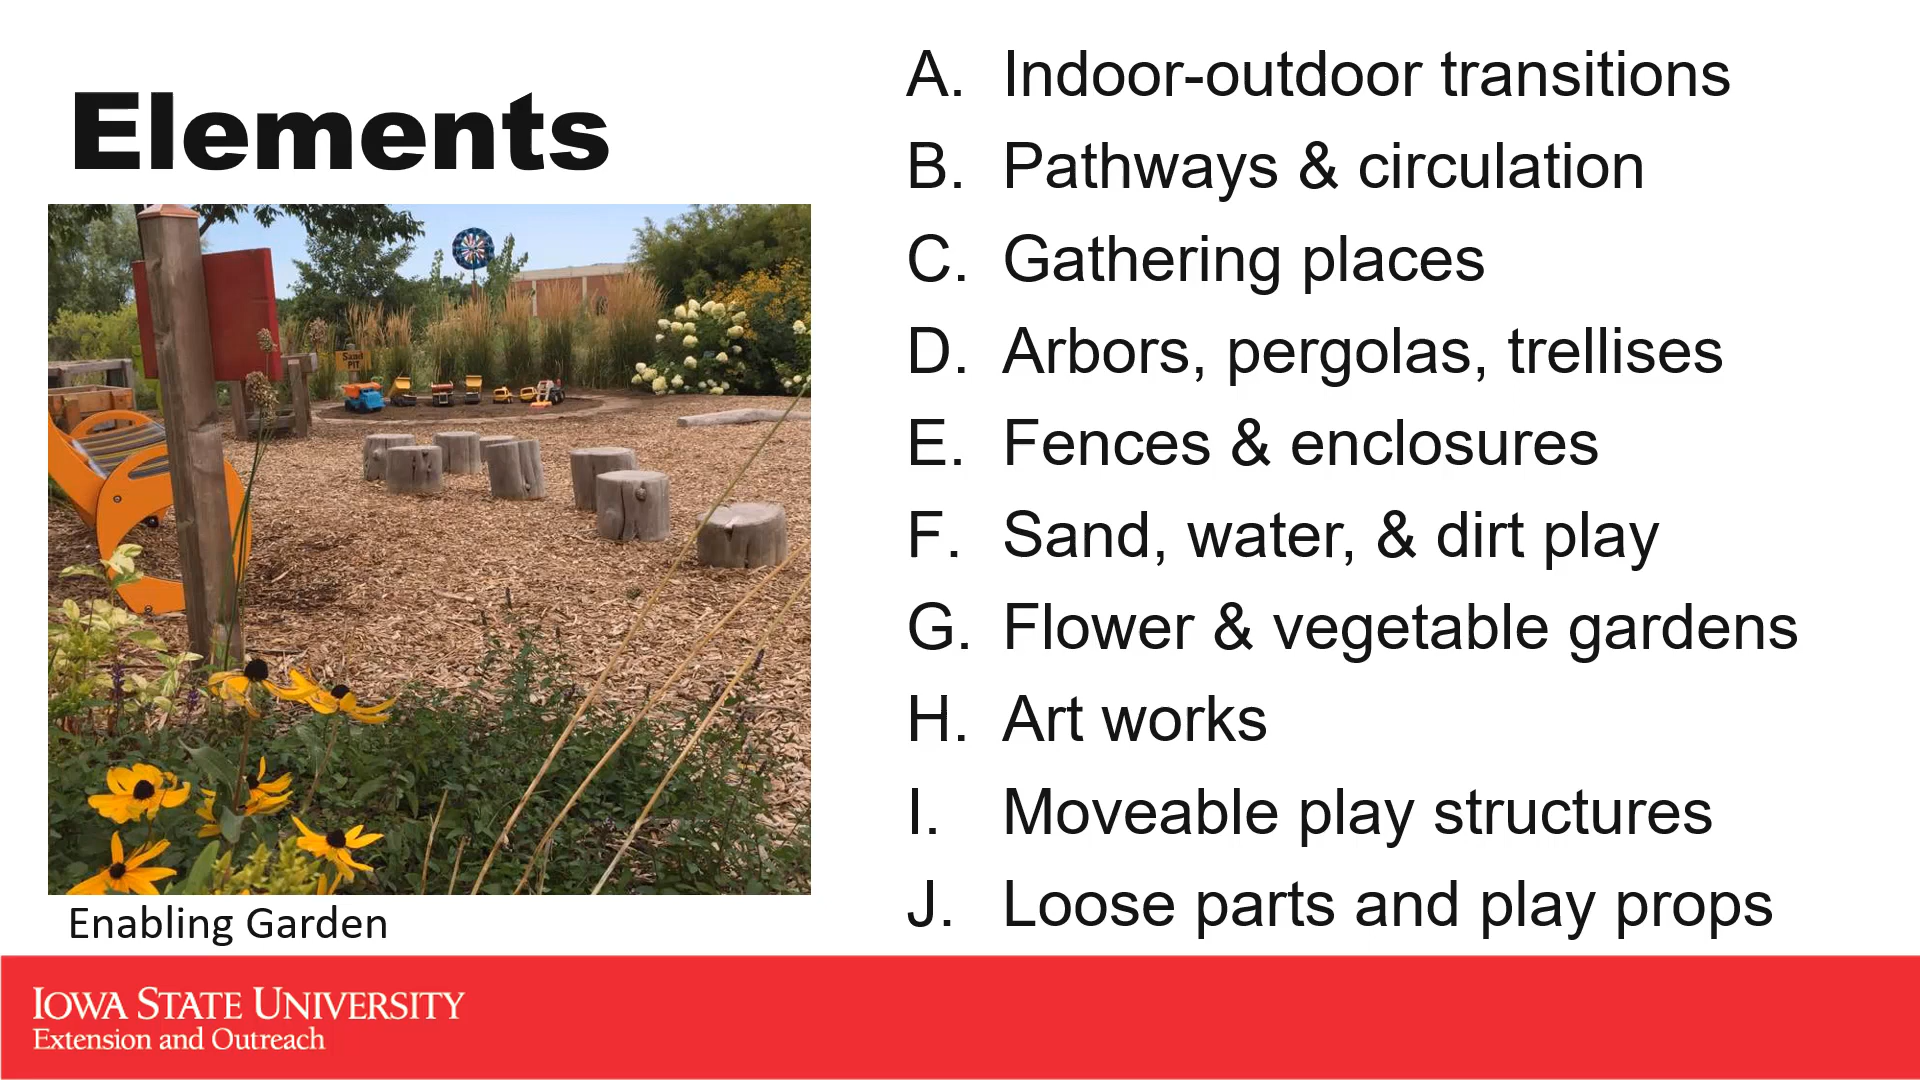 Elements
Sand
PIT
Enabling Garden
A. Indoor-outdoor transitions
B. Pathways & circulation
C. Gathering places
D. Arbors, pergolas, trellises
E. Fences & enclosures
F. Sand, water, & dirt play
G. Flower & vegetable gardens
H. Art works
I. Moveable play structures
J. Loose parts and play props
IOWA STATE UNIVERSITY
Extension and Outreach